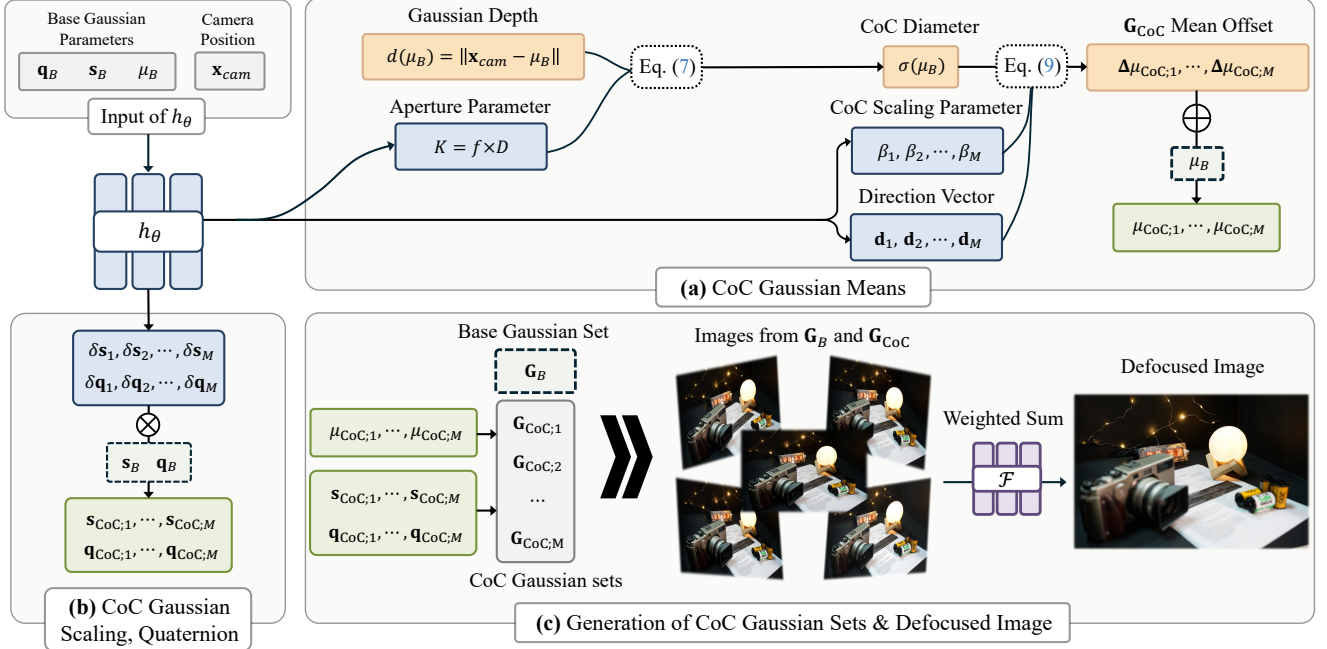 Base Gaussian
Parameters
𝐪_B 𝐬_B μ_B
Camera
Position
𝐱_cam
Input of h_θ
h_θ
Gaussian Depth
d(μ_B) = ‖𝐱_cam − μ_B‖
Aperture Parameter
K = f×D
Eq. (7)
CoC Diameter
σ(μ_B)
CoC Scaling Parameter
β_1, β_2, ⋯, β_M
Direction Vector
𝐝_1, 𝐝_2, ⋯, 𝐝_M
Eq. (9)
𝐆_CoC Mean Offset
𝚫μ_CoC;1, ⋯, 𝚫μ_CoC;M
⊕
μ_B
μ_CoC;1, ⋯, μ_CoC;M
(a) CoC Gaussian Means
δ𝐬_1, δ𝐬_2, ⋯, δ𝐬_M
δ𝐪_1, δ𝐪_2, ⋯, δ𝐪_M
⊗
𝐬_B 𝐪_B
𝐬_CoC;1, ⋯, 𝐬_CoC;M
𝐪_CoC;1, ⋯, 𝐪_CoC;M
(b) CoC Gaussian
Scaling, Quaternion
Base Gaussian Set
𝐆_B
μ_CoC;1, ⋯, μ_CoC;M
𝐬_CoC;1, ⋯, 𝐬_CoC;M
𝐪_CoC;1, ⋯, 𝐪_CoC;M
𝐆_CoC;1
𝐆_CoC;2
…
𝐆_CoC;M
CoC Gaussian sets
Images from 𝐆_B and 𝐆_CoC
Weighted Sum
ℱ
Defocused Image
(c) Generation of CoC Gaussian Sets & Defocused Image